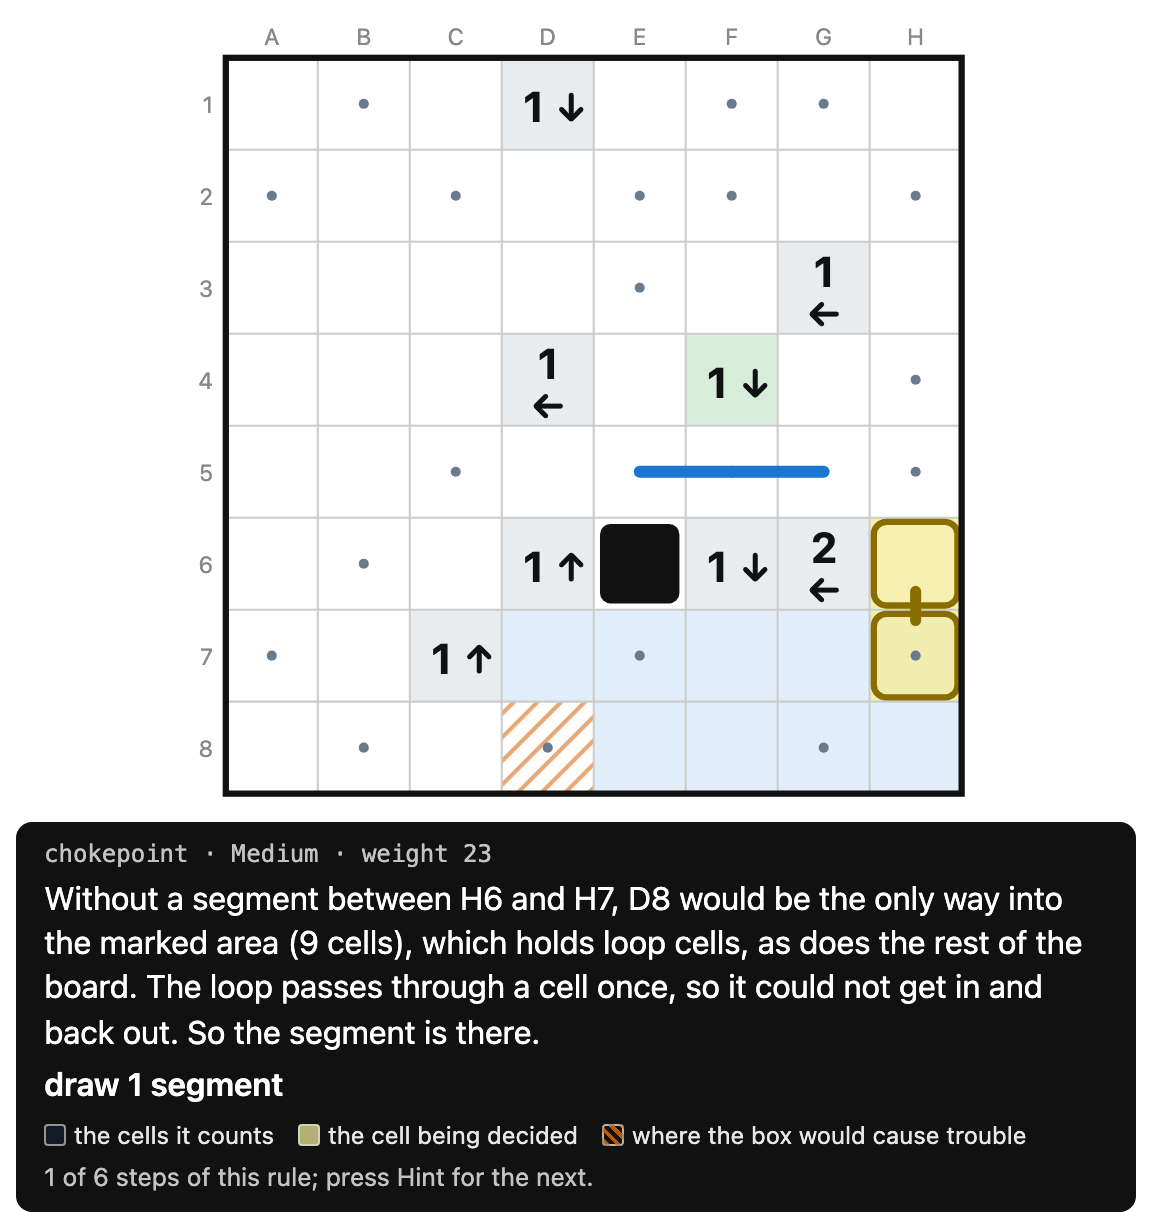 A B C D E F G H
1 1 ↓
2
3 1 ←
4 1 ← 1 ↓
5
6 1 ↑ 1 ↓ 2 ←
7 1 ↑
8
chokepoint · Medium · weight 23
Without a segment between H6 and H7, D8 would be the only way into
the marked area (9 cells), which holds loop cells, as does the rest of the
board. The loop passes through a cell once, so it could not get in and
back out. So the segment is there.
draw 1 segment
the cells it counts the cell being decided where the box would cause trouble
1 of 6 steps of this rule; press Hint for the next.